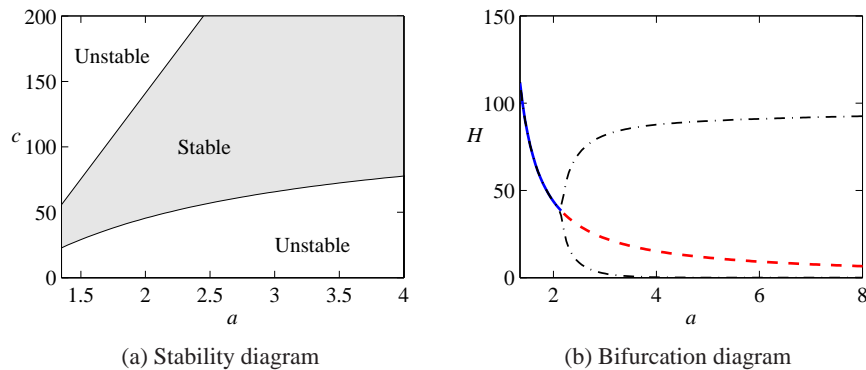 200
150
100
50
0
c
Unstable
Stable
Unstable
1.5 2 2.5 3 3.5 4
a
(a) Stability diagram
150
100
50
0
H
2 4 6 8
a
(b) Bifurcation diagram